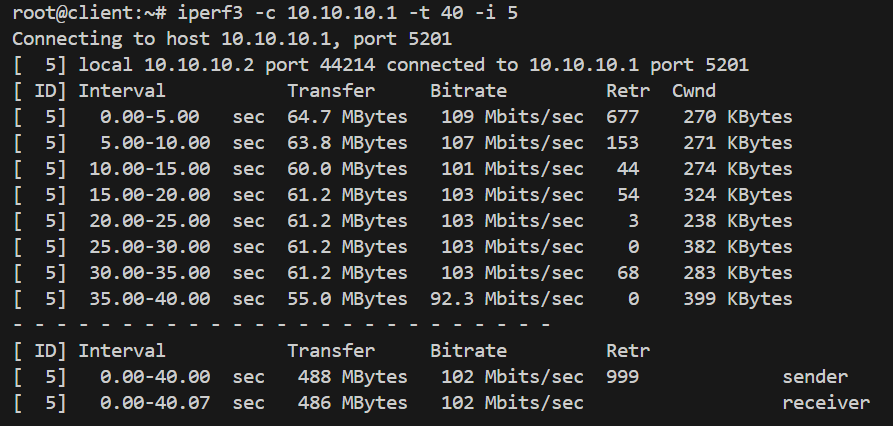 root@client:~# iperf3 -c 10.10.10.1 -t 40 -i 5
Connecting to host 10.10.10.1, port 5201
[  5] local 10.10.10.2 port 44214 connected to 10.10.10.1 port 5201
[ ID] Interval           Transfer     Bitrate         Retr  Cwnd
[  5]   0.00-5.00   sec  64.7 MBytes   109 Mbits/sec  677    270 KBytes
[  5]   5.00-10.00  sec  63.8 MBytes   107 Mbits/sec  153    271 KBytes
[  5]  10.00-15.00  sec  60.0 MBytes   101 Mbits/sec   44    274 KBytes
[  5]  15.00-20.00  sec  61.2 MBytes   103 Mbits/sec   54    324 KBytes
[  5]  20.00-25.00  sec  61.2 MBytes   103 Mbits/sec    3    238 KBytes
[  5]  25.00-30.00  sec  61.2 MBytes   103 Mbits/sec    0    382 KBytes
[  5]  30.00-35.00  sec  61.2 MBytes   103 Mbits/sec   68    283 KBytes
[  5]  35.00-40.00  sec  55.0 MBytes  92.3 Mbits/sec    0    399 KBytes
- - - - - - - - - - - - - - - - - - - - - - - - -
[ ID] Interval           Transfer     Bitrate         Retr
[  5]   0.00-40.00  sec   488 MBytes   102 Mbits/sec  999             sender
[  5]   0.00-40.07  sec   486 MBytes   102 Mbits/sec                  receiver